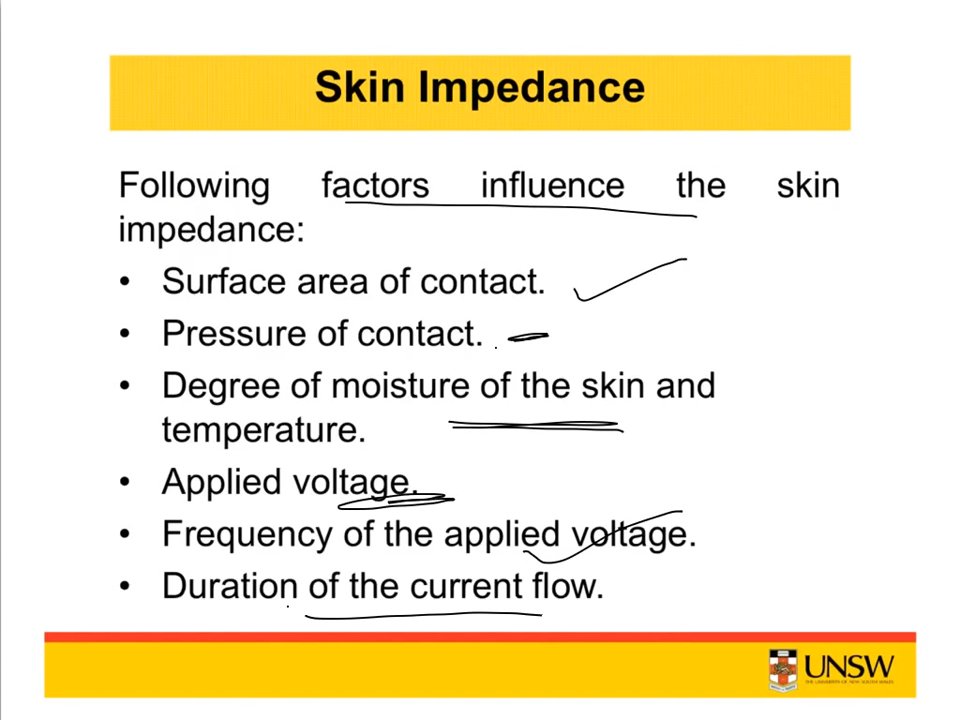 Skin Impedance
Following factors influence the skin
impedance:
• Surface area of contact.
• Pressure of contact.
• Degree of moisture of the skin and
temperature.
• Applied voltage.
• Frequency of the applied voltage.
• Duration of the current flow.
UNSW
THE UNIVERSITY OF NEW SOUTH WALES